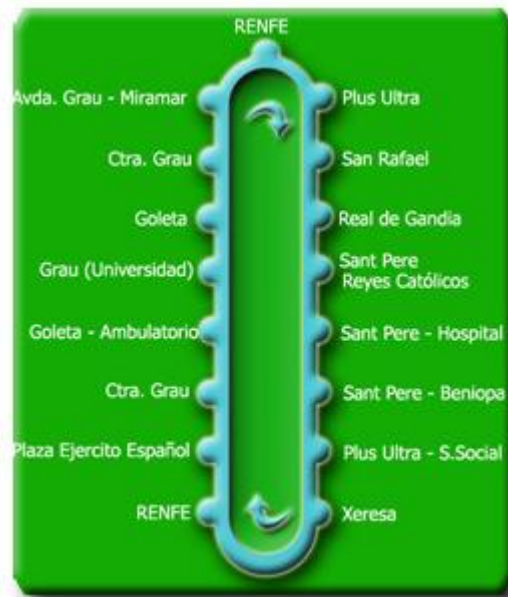 RENFE
Avda. Grau - Miramar
Plus Ultra
Ctra. Grau
San Rafael
Goleta
Real de Gandia
Grau (Universidad)
Sant Pere
Reyes Católicos
Goleta - Ambulatorio
Sant Pere - Hospital
Ctra. Grau
Sant Pere - Beniopa
Plaza Ejercito Español
Plus Ultra - S.Social
RENFE
Xeresa